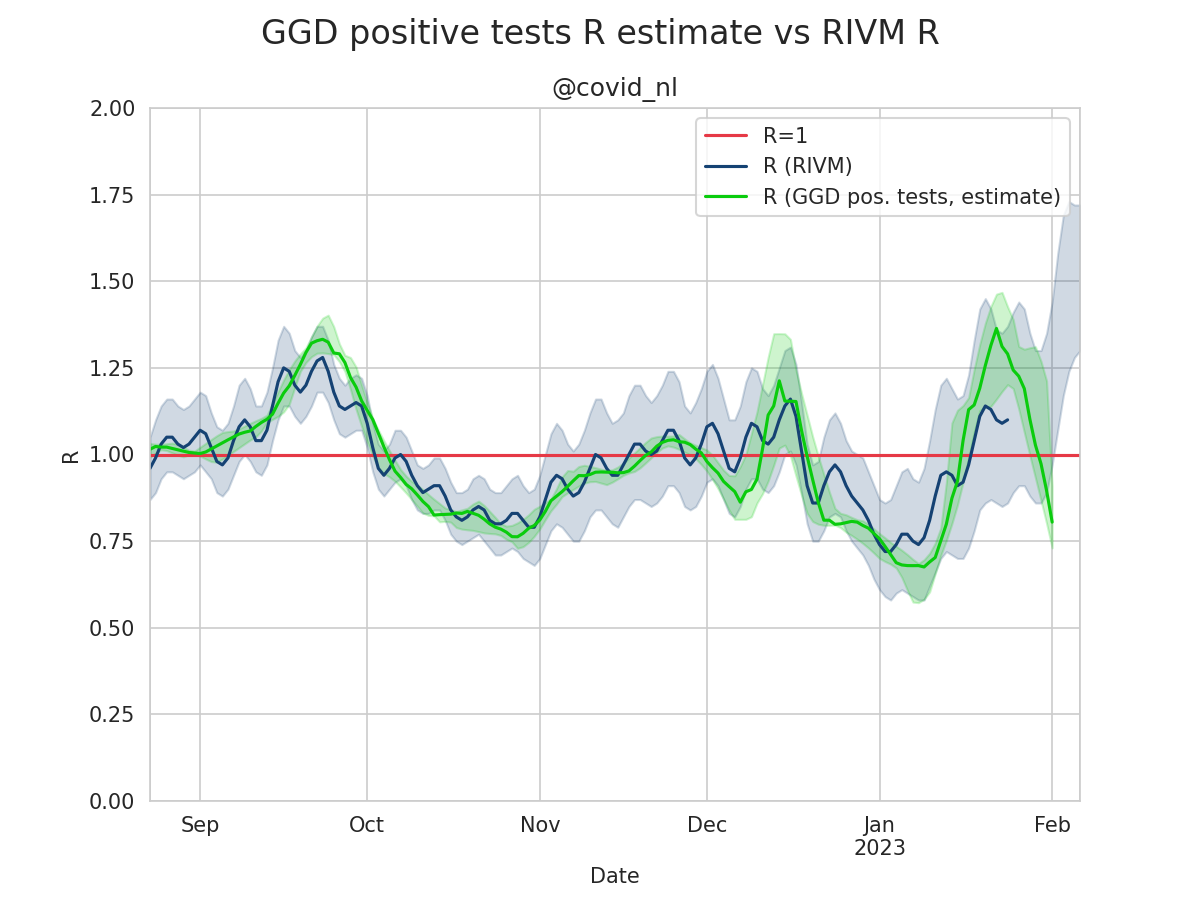 GGD positive tests R estimate vs RIVM R
@covid_nl
R=1
R (RIVM)
R (GGD pos. tests, estimate)
2.00
1.75
1.50
1.25
1.00
0.75
0.50
0.25
0.00
R
Sep
Oct
Nov
Dec
Jan
2023
Feb
Date